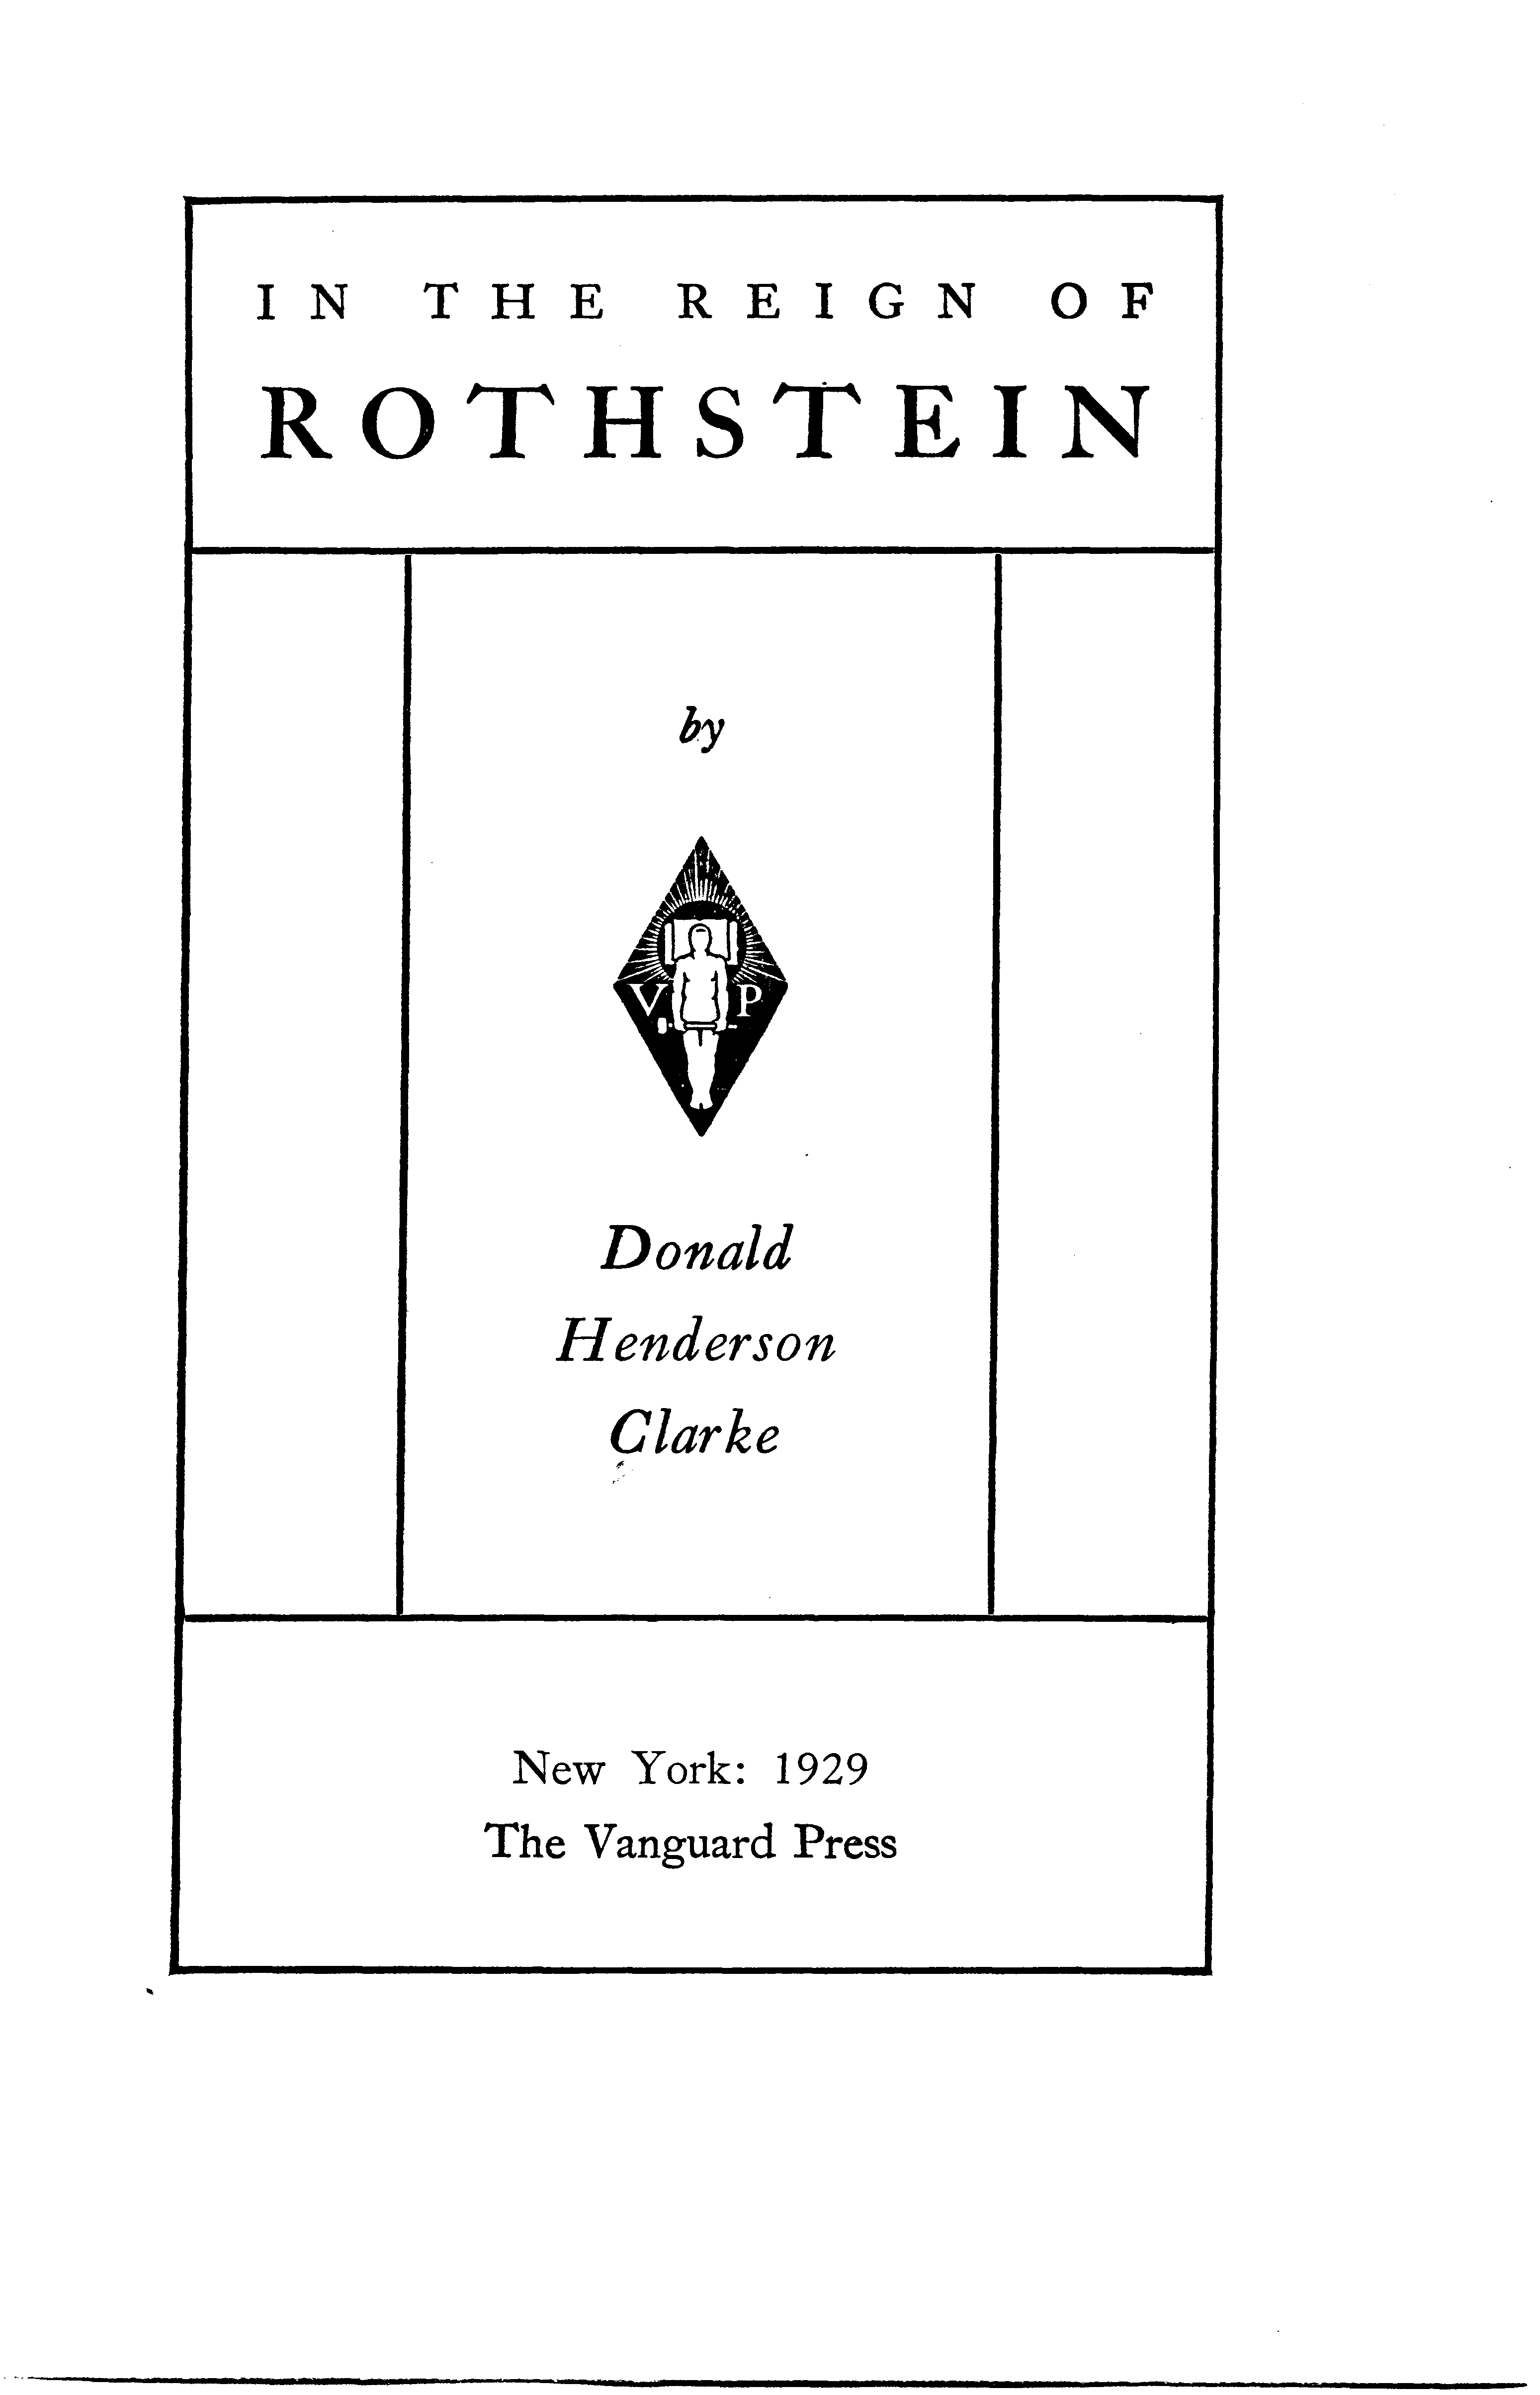 IN THE REIGN OF
ROTHSTEIN
by
V P
Donald
Henderson
Clarke
New York: 1929
The Vanguard Press